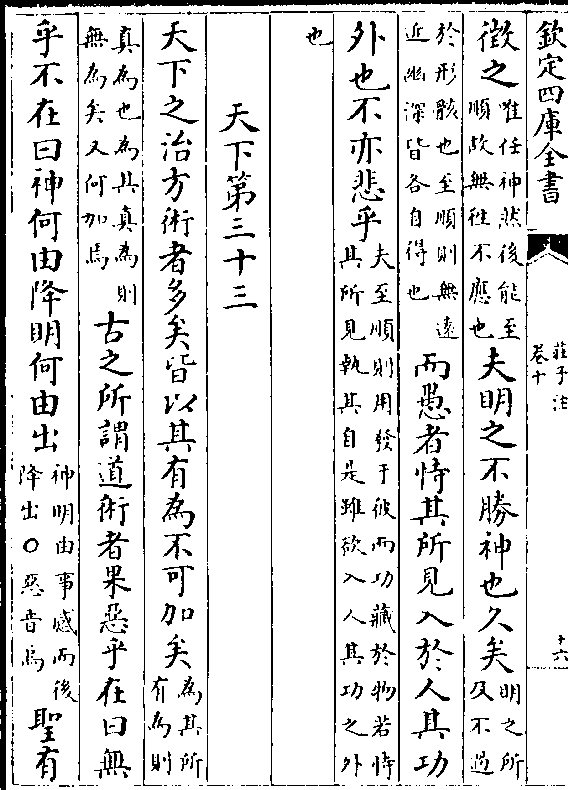 欽定四庫全書
莊子注
卷十
十六
徵之唯任神然後能至順故無往不應也夫明之不勝神也久矣明之所及不過
於形骸也至順則無遠近幽深皆各自得也而愚者恃其所見入於人其功
外也不亦悲乎夫至順則用發于彼而功藏於物若恃其所見執其自是雖欲入人其功之外
也
天下第三十三
天下之治方術者多矣皆以其有為不可加矣為其所有為則
真為也為其真為則無為矣又何加焉古之所謂道術者果惡乎在曰無
乎不在曰神何由降明何由出神明由事感而後降出○惡音烏聖有